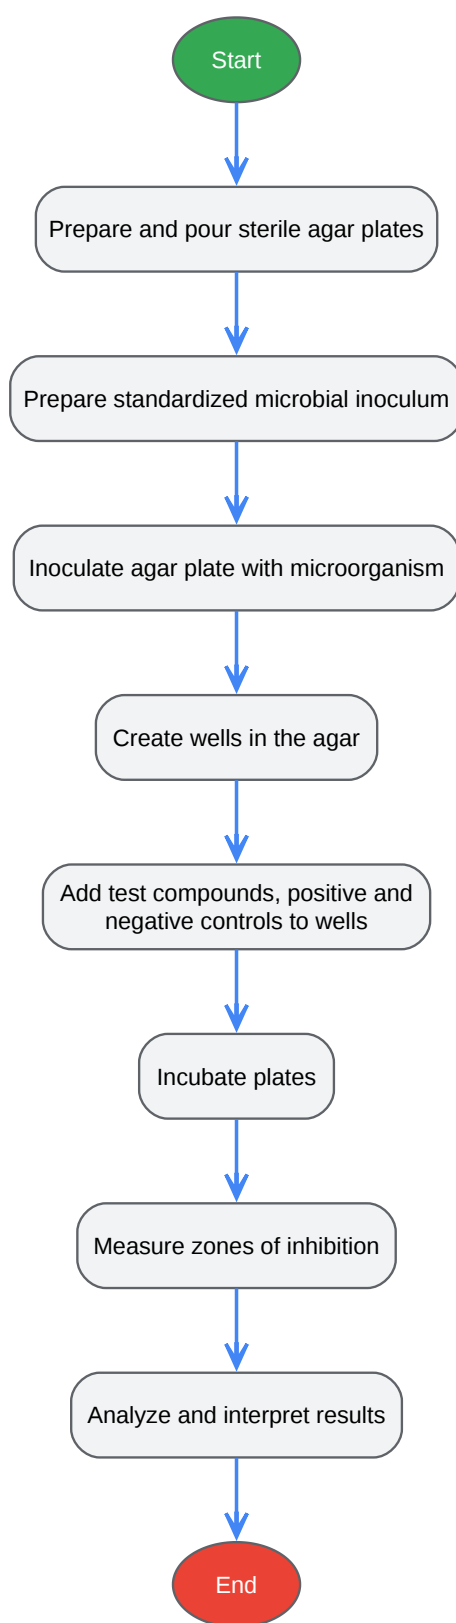 Start
Prepare and pour sterile agar plates
Prepare standardized microbial inoculum
Inoculate agar plate with microorganism
Create wells in the agar
Add test compounds, positive and
negative controls to wells
Incubate plates
Measure zones of inhibition
Analyze and interpret results
End